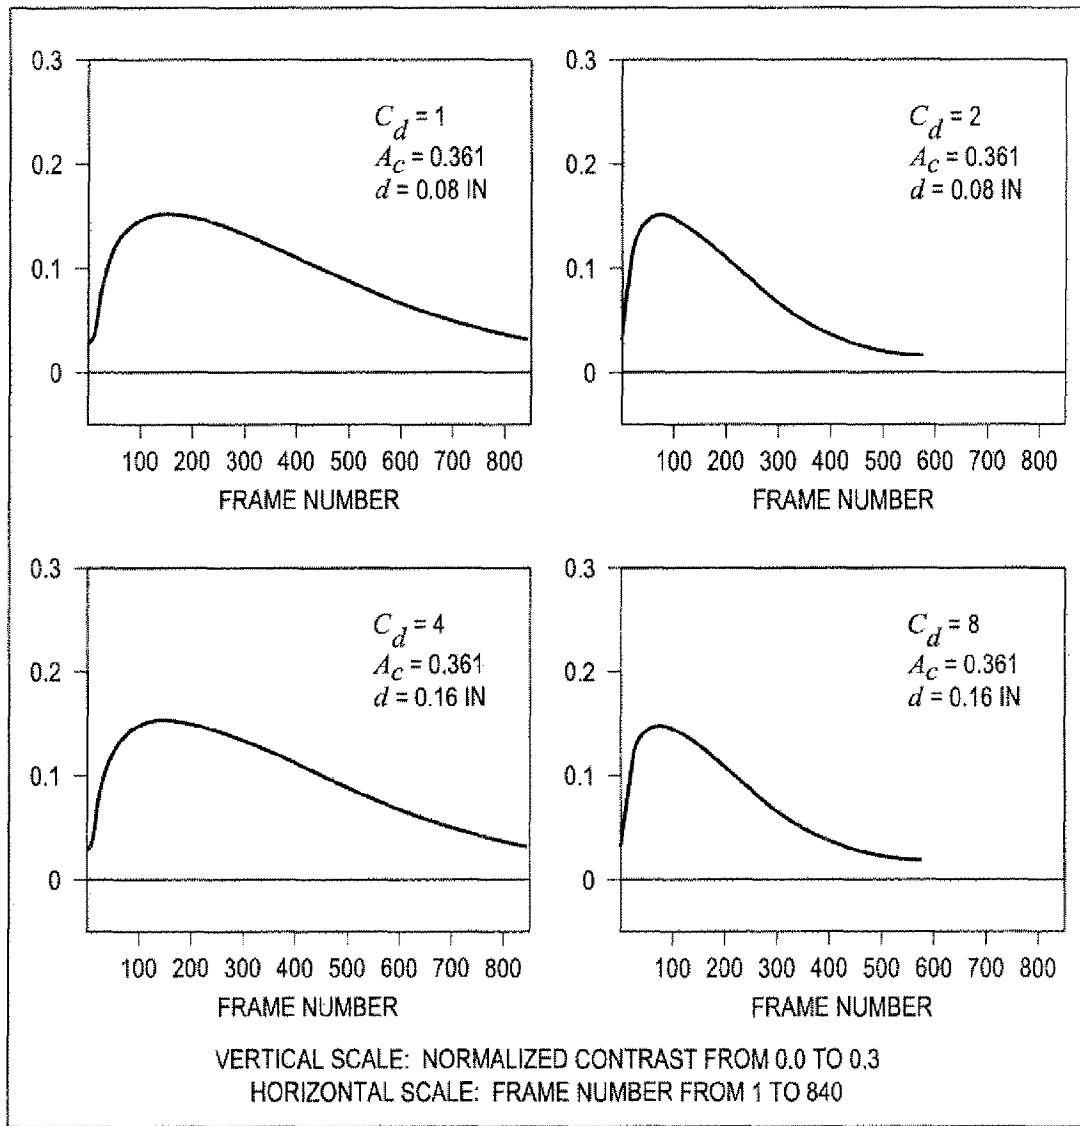 0.3
0.2
0.1
0
C_d = 1
A_c = 0.361
d = 0.08 IN
100 200 300 400 500 600 700 800
FRAME NUMBER
0.3
0.2
0.1
0
C_d = 2
A_c = 0.361
d = 0.08 IN
100 200 300 400 500 600 700 800
FRAME NUMBER
0.3
0.2
0.1
0
C_d = 4
A_c = 0.361
d = 0.16 IN
100 200 300 400 500 600 700 800
FRAME NUMBER
0.3
0.2
0.1
0
C_d = 8
A_c = 0.361
d = 0.16 IN
100 200 300 400 500 600 700 800
FRAME NUMBER
VERTICAL SCALE: NORMALIZED CONTRAST FROM 0.0 TO 0.3
HORIZONTAL SCALE: FRAME NUMBER FROM 1 TO 840